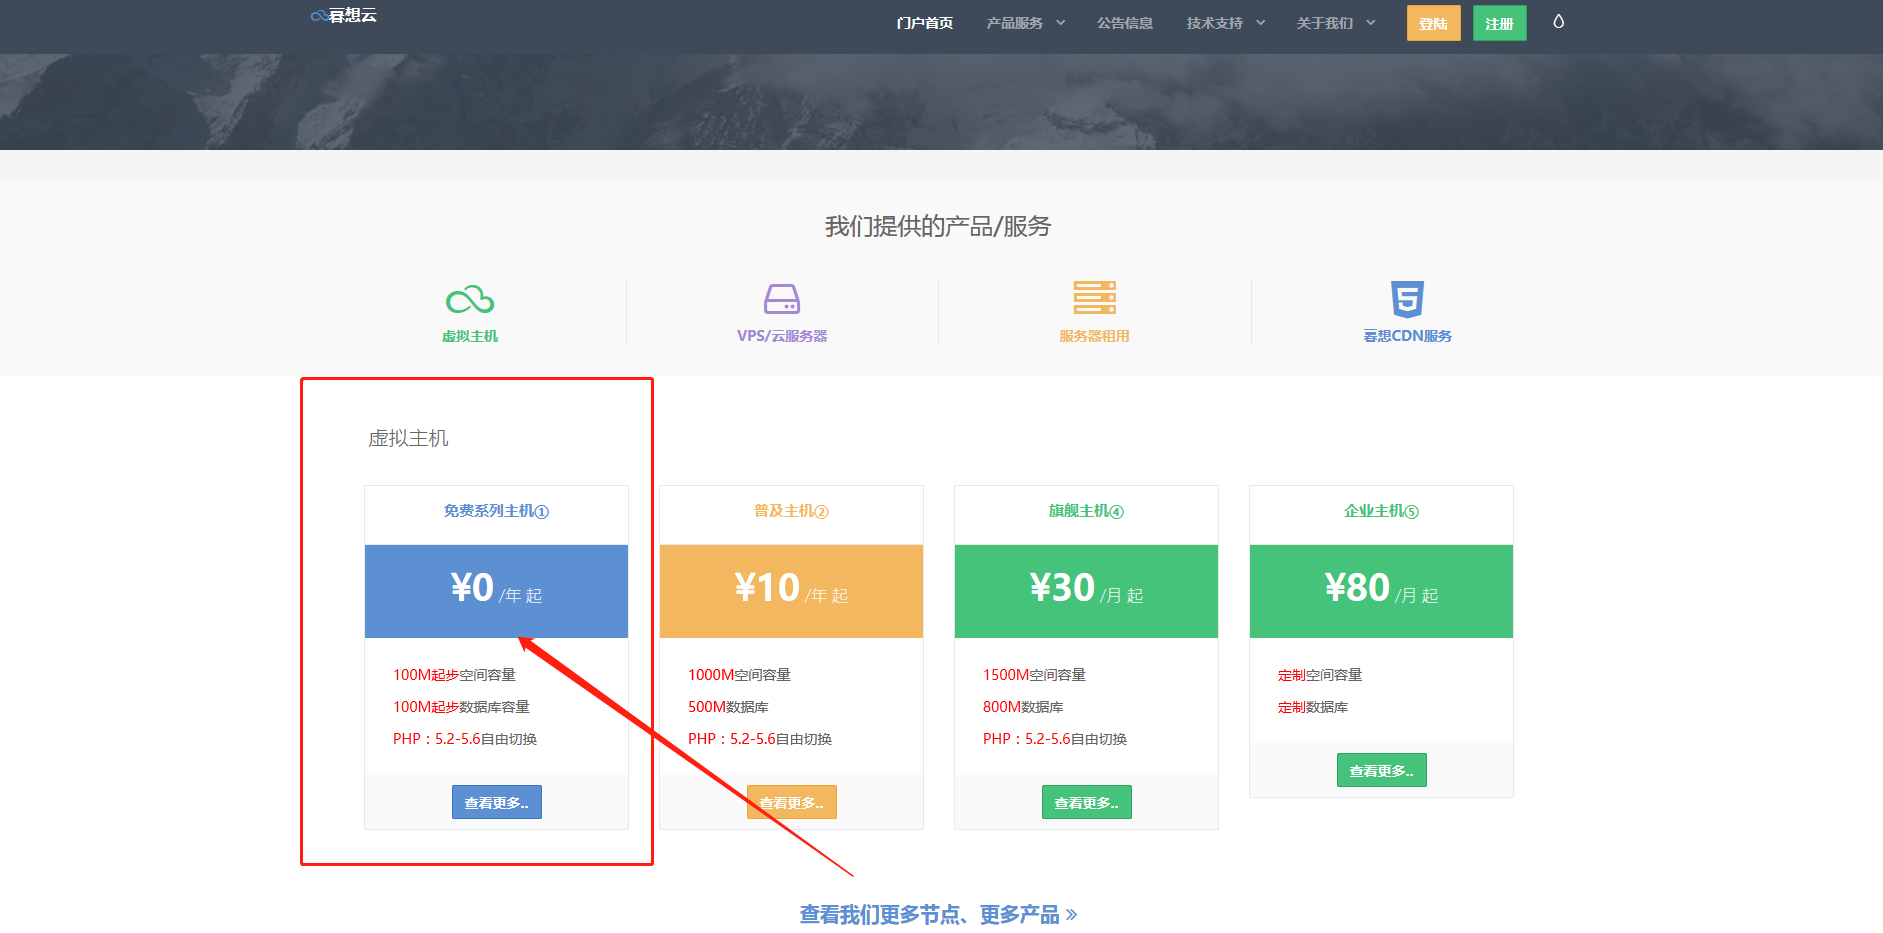 暮想云
门户首页 产品服务 公告信息 技术支持 关于我们 登陆 注册
我们提供的产品/服务
虚拟主机
VPS/云服务器
服务器租用
暮想CDN服务
虚拟主机
免费系列主机①
¥0 /年 起
100M起步空间容量
100M起步数据库容量
PHP：5.2-5.6自由切换
查看更多..
普及主机②
¥10 /年 起
1000M空间容量
500M数据库
PHP：5.2-5.6自由切换
查看更多..
旗舰主机④
¥30 /月 起
1500M空间容量
800M数据库
PHP：5.2-5.6自由切换
查看更多..
企业主机⑤
¥80 /月 起
定制空间容量
定制数据库
查看更多..
查看我们更多节点、更多产品 »